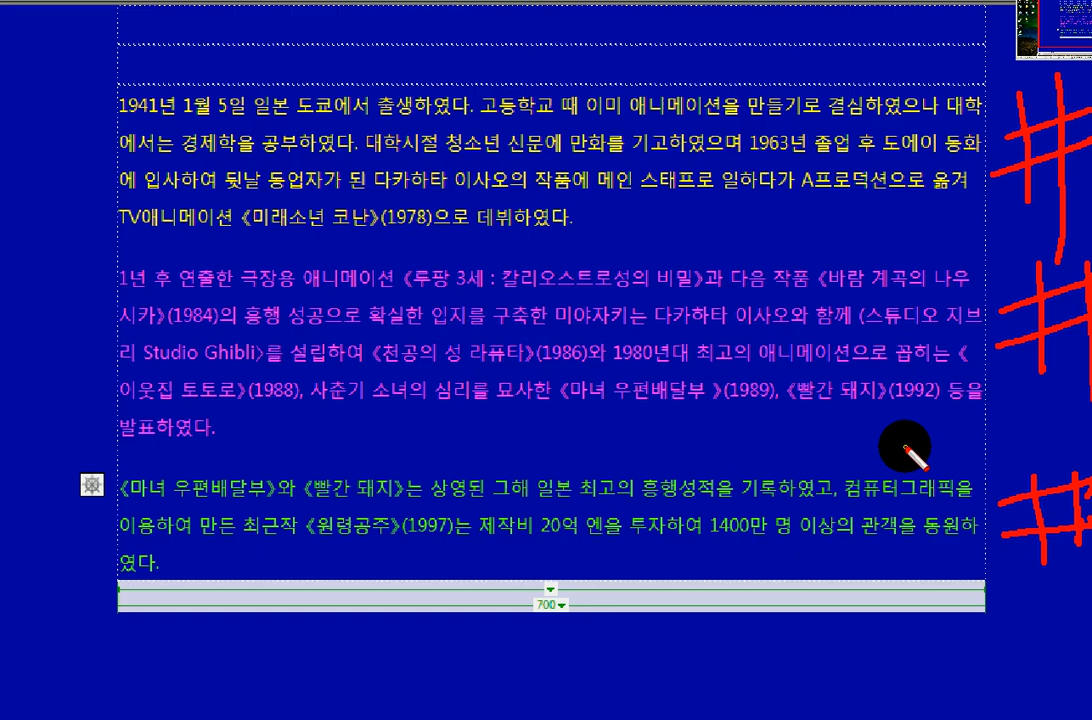 1941년 1월 5일 일본 도쿄에서 출생하였다. 고등학교 때 이미 애니메이션을 만들기로 결심하였으나 대학
에서는 경제학을 공부하였다. 대학시절 청소년 신문에 만화를 기고하였으며 1963년 졸업 후 도에이 동화
에 입사하여 뒷날 동업자가 된 다카하타 이사오의 작품에 메인 스태프로 일하다가 A프로덕션으로 옮겨
TV애니메이션 《미래소년 코난》(1978)으로 데뷔하였다.
1년 후 연출한 극장용 애니메이션 《루팡 3세 : 칼리오스트로성의 비밀》과 다음 작품 《바람 계곡의 나우
시카》(1984)의 흥행 성공으로 확실한 입지를 구축한 미야자키는 다카하타 이사오와 함께 〈스튜디오 지브
리 Studio Ghibli〉를 설립하여 《천공의 성 라퓨타》(1986)와 1980년대 최고의 애니메이션으로 꼽히는 《
이웃집 토토로》(1988), 사춘기 소녀의 심리를 묘사한 《마녀 우편배달부 》(1989), 《빨간 돼지》(1992) 등을
발표하였다.
《마녀 우편배달부》와 《빨간 돼지》는 상영된 그해 일본 최고의 흥행성적을 기록하였고, 컴퓨터그래픽을
이용하여 만든 최근작 《원령공주》(1997)는 제작비 20억 엔을 투자하여 1400만 명 이상의 관객을 동원하
였다.
700